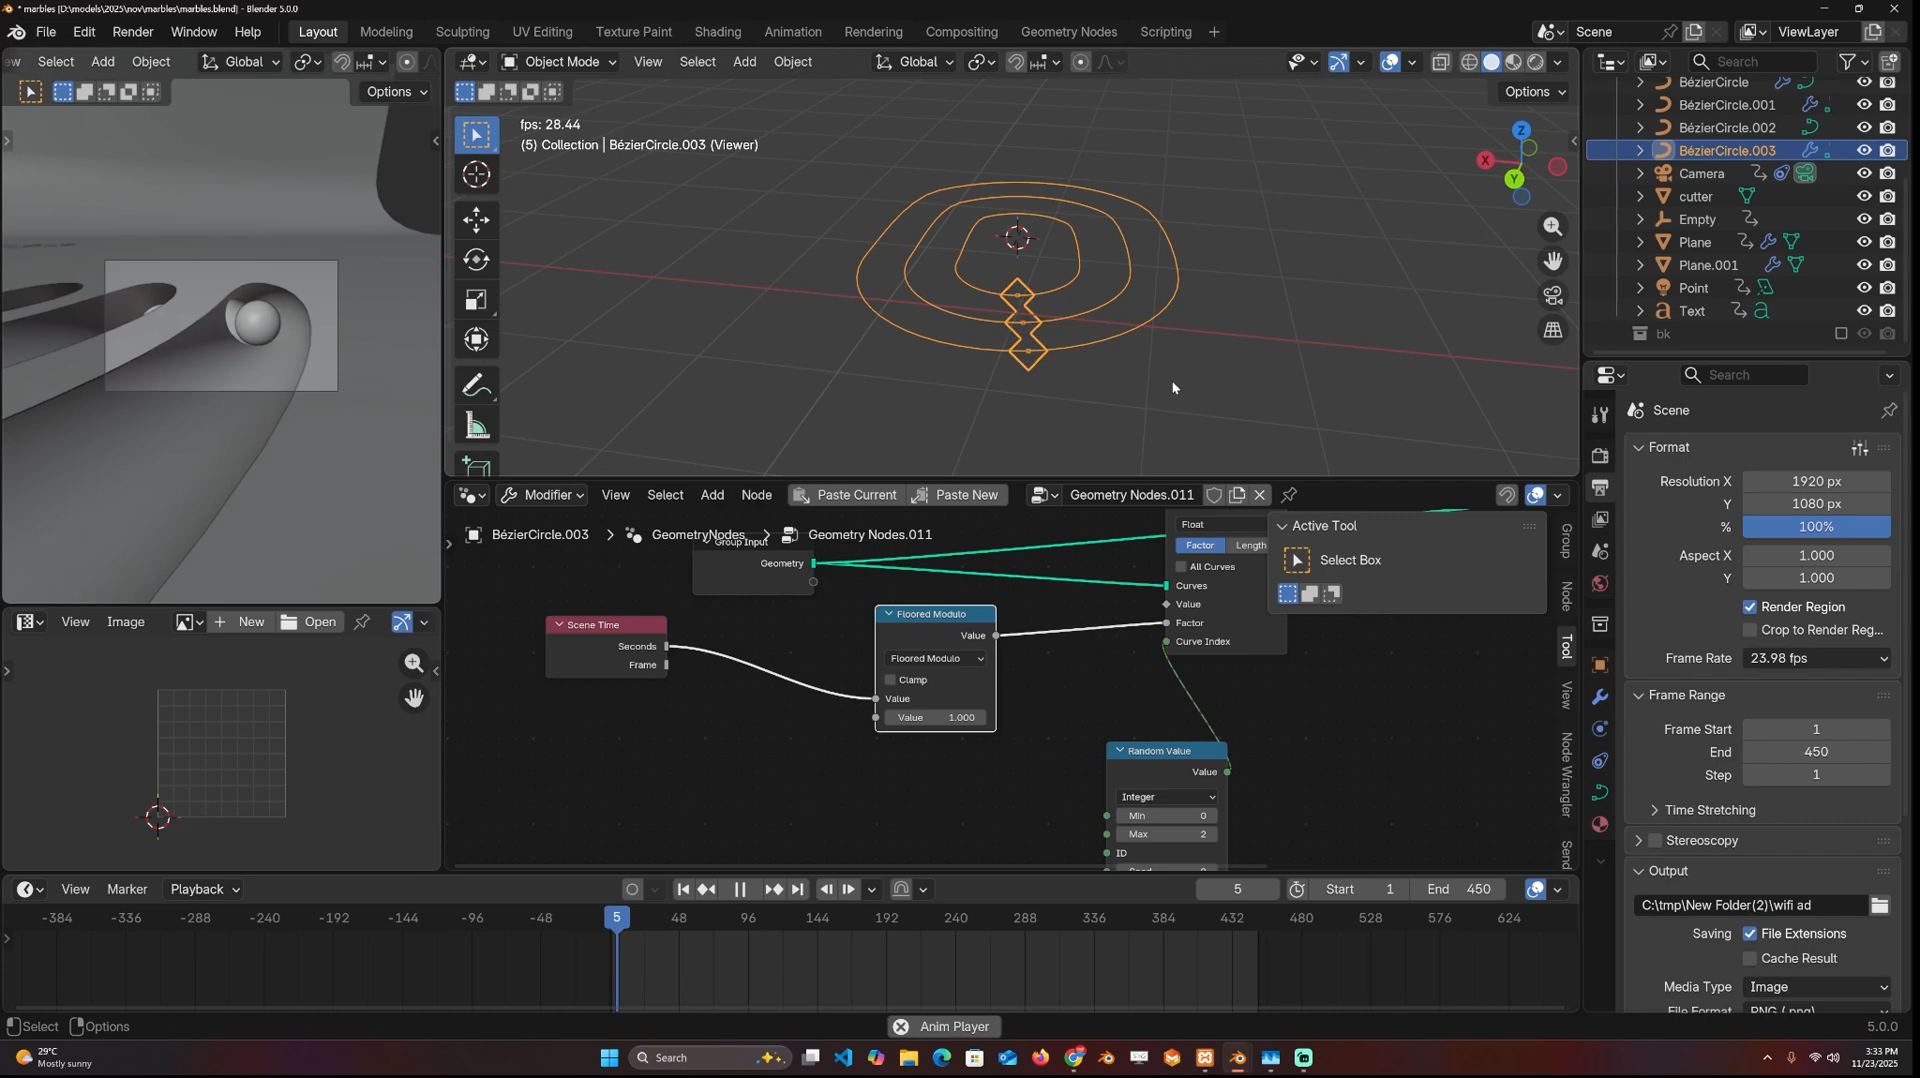 * marbles [D:\models\2025\nov\marbles\marbles.blend] - Blender 5.0.0
File Edit Render Window Help Layout Modeling Sculpting UV Editing Texture Paint Shading Animation Rendering Compositing Geometry Nodes Scripting Scene ViewLayer
Select Add Object Global
Object Mode View Select Add Object Global
Search
Options
Options
fps: 28.44
(5) Collection | BézierCircle.003 (Viewer)
Z
X
Y
BézierCircle
BézierCircle.001
BézierCircle.002
BézierCircle.003
Camera
cutter
Empty
Plane
Plane.001
Point
Text
bk
Search
Scene
Format
Resolution X 1920 px
Y 1080 px
% 100%
Aspect X 1.000
Y 1.000
Render Region
Crop to Render Reg...
Frame Rate 23.98 fps
Frame Range
Frame Start 1
End 450
Step 1
Time Stretching
Stereoscopy
Output
C:\tmp\New Folder(2)\wifi ad
Saving File Extensions
Cache Result
Media Type Image
File Format PNG (.png)
Modifier View Select Add Node Paste Current Paste New Geometry Nodes.011
BézierCircle.003 GeometryNodes Geometry Nodes.011
Group Input
Geometry
Float
Factor Length
All Curves
Curves
Value
Factor
Curve Index
Active Tool
Select Box
Group
Node
Tool
View
Node Wrangler
Send
Scene Time
Seconds
Frame
Floored Modulo
Value
Floored Modulo
Clamp
Value
Value 1.000
Random Value
Value
Integer
Min 0
Max 2
ID
View Image New Open
View Marker Playback
5 Start 1 End 450
-384 -336 -288 -240 -192 -144 -96 -48 5 48 96 144 192 240 288 336 384 432 480 528 576 624
Select Options Anim Player 5.0.0
29°C
Mostly sunny
Search
3:33 PM
11/23/2025